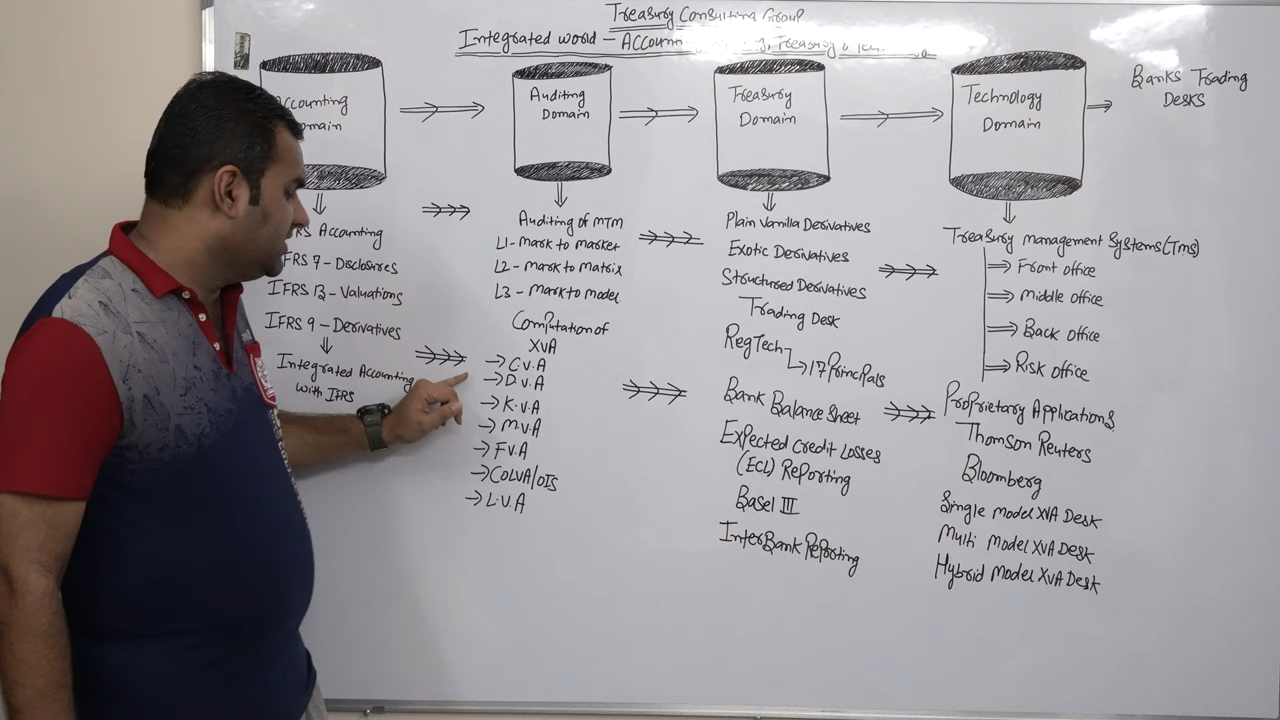 Treasury Consulting Group
Integrated world - Treasury &
Accounting
Domain
IFRS Accounting
IFRS 7 - Disclosures
IFRS 13 - Valuations
IFRS 9 - Derivatives
Integrated Accounting
with IFRS
Auditing
Domain
Auditing of MTM
L1 - mark to market
L2 - mark to matrix
L3 - mark to model
Computation of
XVA
C.V.A
D.V.A
K.V.A
M.V.A
F.V.A
COLVA/OIS
L.V.A
Treasury
Domain
Plain Vanilla Derivatives
Exotic Derivatives
Structured Derivatives
Trading Desk
RegTech
17 Principals
Bank Balance Sheet
Expected Credit Losses
(ECL) Reporting
Basel III
InterBank Reporting
Technology
Domain
Treasury management Systems (Tms)
Front office
Middle office
Back office
Risk office
Proprietary Applications
Thomson Reuters
Bloomberg
Single Model XVA Desk
Multi Model XVA Desk
Hybrid Model XVA Desk
Banks Trading
Desks